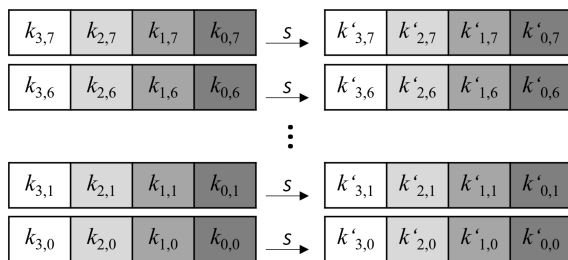 k3,7 k2,7 k1,7 k0,7 s k‘3,7 k‘2,7 k‘1,7 k‘0,7
k3,6 k2,6 k1,6 k0,6 s k‘3,6 k‘2,6 k‘1,6 k‘0,6
k3,1 k2,1 k1,1 k0,1 s k‘3,1 k‘2,1 k‘1,1 k‘0,1
k3,0 k2,0 k1,0 k0,0 s k‘3,0 k‘2,0 k‘1,0 k‘0,0